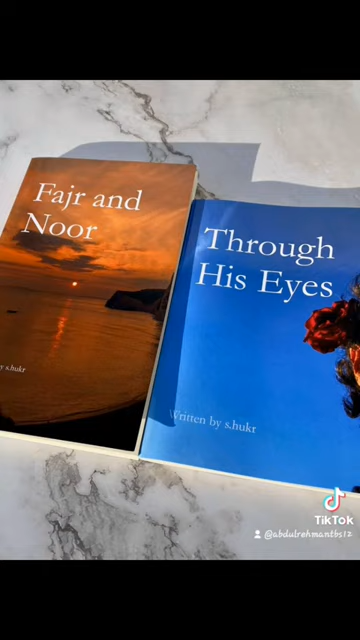 Fajr and
Noor
y s.hukr
Through
His Eyes
Written by s.hukr
TikTok
@abdulrehmantbs12